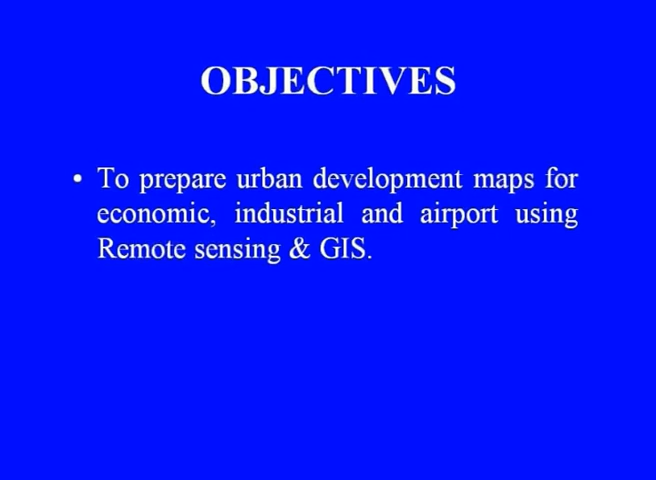 OBJECTIVES
• To prepare urban development maps for
economic, industrial and airport using
Remote sensing & GIS.